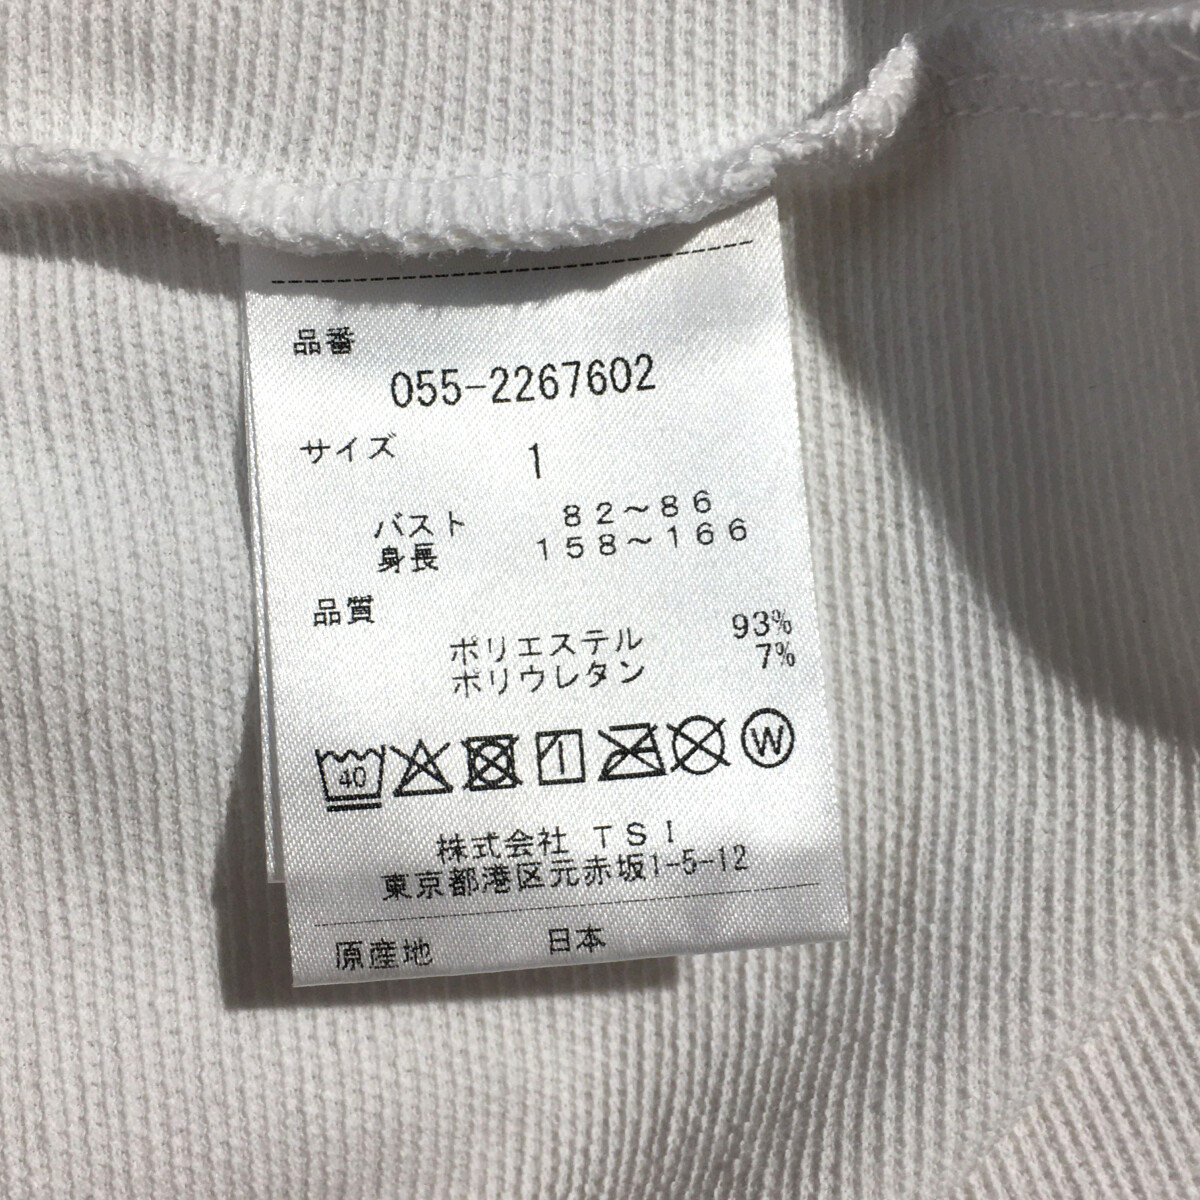 品番
055-2267602
サイズ 1
バスト 82～86
身長 158～166
品質
ポリエステル 93%
ポリウレタン 7%
40 W
株式会社 TSI
東京都港区元赤坂1-5-12
原産地 日本